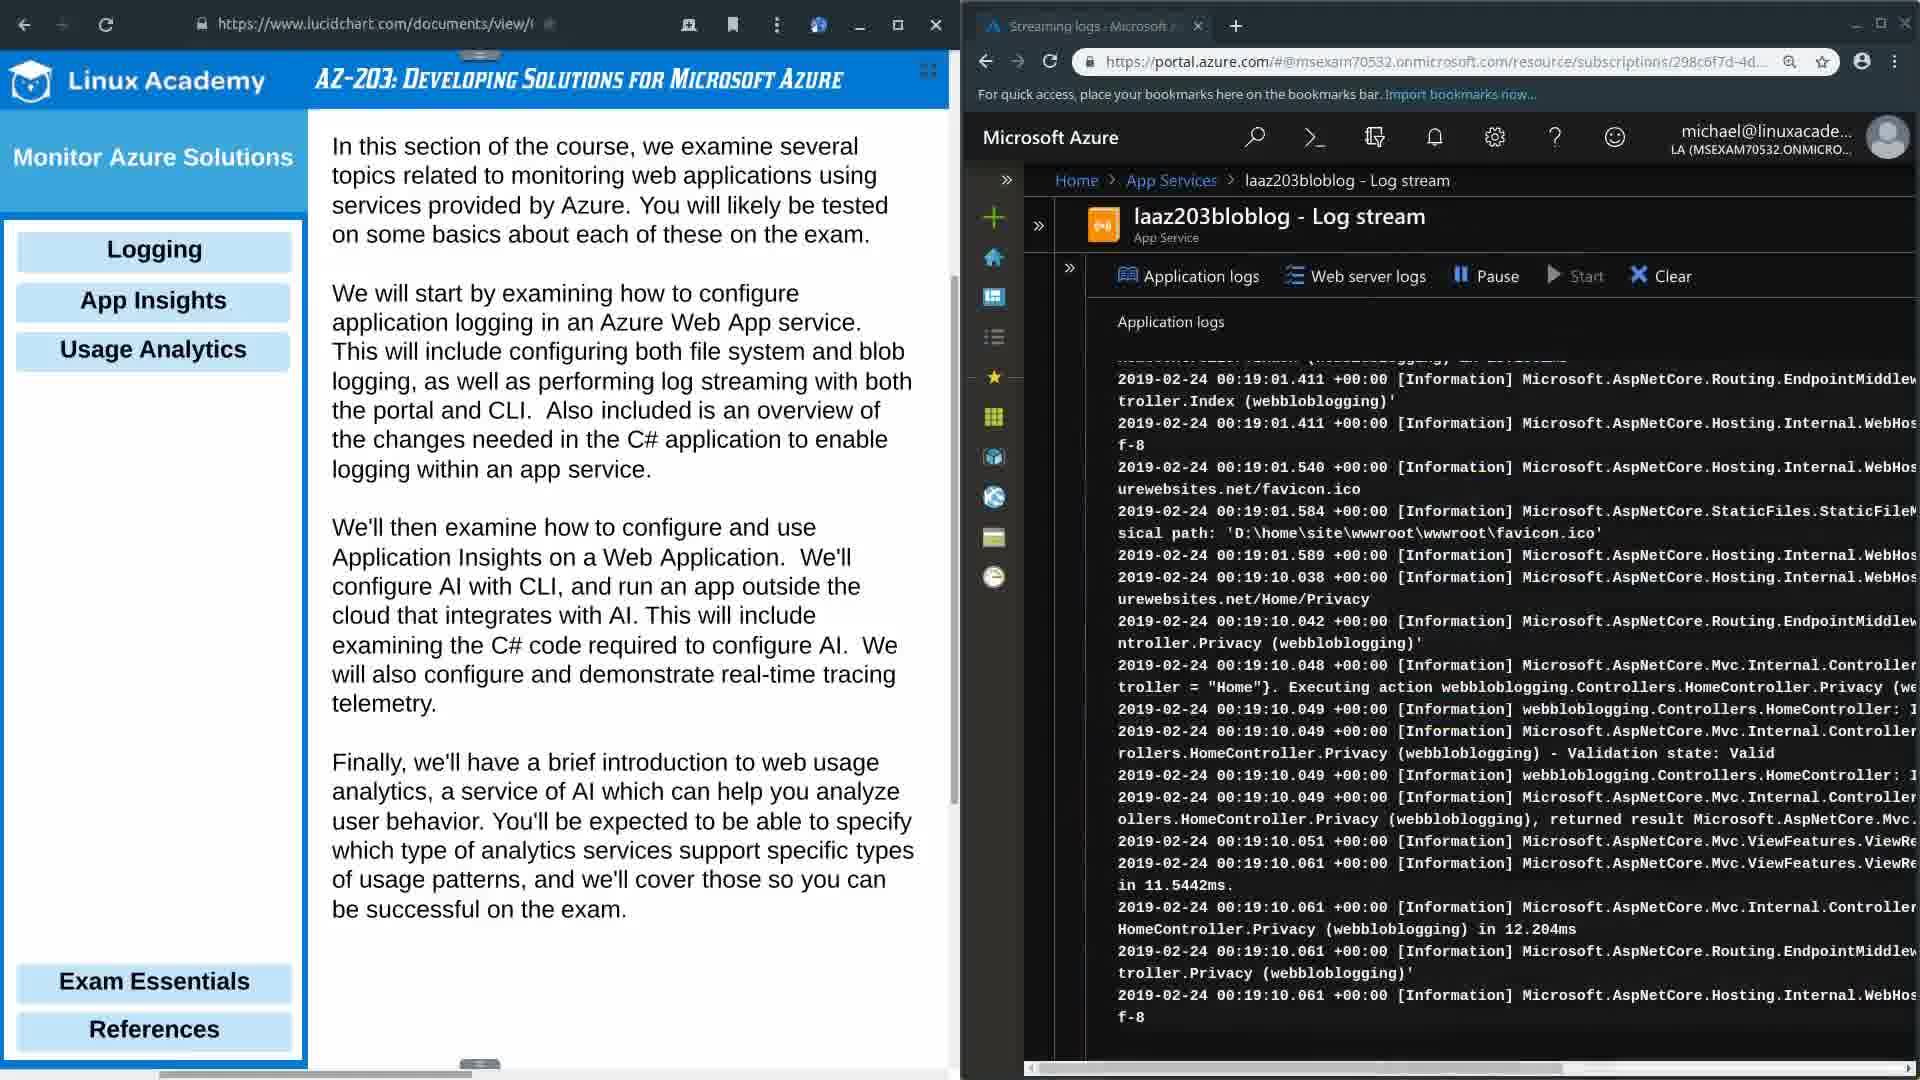 https://www.lucidchart.com/documents/view/
Linux Academy
AZ-203: Developing Solutions for Microsoft Azure
Monitor Azure Solutions
Logging
App Insights
Usage Analytics
Exam Essentials
References
In this section of the course, we examine several
topics related to monitoring web applications using
services provided by Azure. You will likely be tested
on some basics about each of these on the exam.
We will start by examining how to configure
application logging in an Azure Web App service.
This will include configuring both file system and blob
logging, as well as performing log streaming with both
the portal and CLI. Also included is an overview of
the changes needed in the C# application to enable
logging within an app service.
We'll then examine how to configure and use
Application Insights on a Web Application. We'll
configure AI with CLI, and run an app outside the
cloud that integrates with AI. This will include
examining the C# code required to configure AI. We
will also configure and demonstrate real-time tracing
telemetry.
Finally, we'll have a brief introduction to web usage
analytics, a service of AI which can help you analyze
user behavior. You'll be expected to be able to specify
which type of analytics services support specific types
of usage patterns, and we'll cover those so you can
be successful on the exam.
Streaming logs - Microsoft
https://portal.azure.com/#@msexam70532.onmicrosoft.com/resource/subscriptions/298c6f7d-4d...
For quick access, place your bookmarks here on the bookmarks bar. Import bookmarks now...
Microsoft Azure
michael@linuxacade...
LA (MSEXAM70532.ONMICRO...
Home > App Services > laaz203bloblog - Log stream
laaz203bloblog - Log stream
App Service
Application logs Web server logs Pause Start Clear
Application logs
2019-02-24 00:19:01.411 +00:00 [Information] Microsoft.AspNetCore.Routing.EndpointMiddlew
troller.Index (webbloblogging)'
2019-02-24 00:19:01.411 +00:00 [Information] Microsoft.AspNetCore.Hosting.Internal.WebHos
f-8
2019-02-24 00:19:01.540 +00:00 [Information] Microsoft.AspNetCore.Hosting.Internal.WebHos
urewebsites.net/favicon.ico
2019-02-24 00:19:01.584 +00:00 [Information] Microsoft.AspNetCore.StaticFiles.StaticFileM
sical path: 'D:\home\site\wwwroot\wwwroot\favicon.ico'
2019-02-24 00:19:01.589 +00:00 [Information] Microsoft.AspNetCore.Hosting.Internal.WebHos
2019-02-24 00:19:10.038 +00:00 [Information] Microsoft.AspNetCore.Hosting.Internal.WebHos
urewebsites.net/Home/Privacy
2019-02-24 00:19:10.042 +00:00 [Information] Microsoft.AspNetCore.Routing.EndpointMiddlew
ntroller.Privacy (webbloblogging)'
2019-02-24 00:19:10.048 +00:00 [Information] Microsoft.AspNetCore.Mvc.Internal.Controller
troller = "Home"}. Executing action webbloblogging.Controllers.HomeController.Privacy (we
2019-02-24 00:19:10.049 +00:00 [Information] webbloblogging.Controllers.HomeController: I
2019-02-24 00:19:10.049 +00:00 [Information] Microsoft.AspNetCore.Mvc.Internal.Controller
rollers.HomeController.Privacy (webbloblogging) - Validation state: Valid
2019-02-24 00:19:10.049 +00:00 [Information] webbloblogging.Controllers.HomeController: I
2019-02-24 00:19:10.049 +00:00 [Information] Microsoft.AspNetCore.Mvc.Internal.Controller
ollers.HomeController.Privacy (webbloblogging), returned result Microsoft.AspNetCore.Mvc.
2019-02-24 00:19:10.051 +00:00 [Information] Microsoft.AspNetCore.Mvc.ViewFeatures.ViewRe
2019-02-24 00:19:10.061 +00:00 [Information] Microsoft.AspNetCore.Mvc.ViewFeatures.ViewRe
in 11.5442ms.
2019-02-24 00:19:10.061 +00:00 [Information] Microsoft.AspNetCore.Mvc.Internal.Controller
HomeController.Privacy (webbloblogging) in 12.204ms
2019-02-24 00:19:10.061 +00:00 [Information] Microsoft.AspNetCore.Routing.EndpointMiddlew
troller.Privacy (webbloblogging)'
2019-02-24 00:19:10.061 +00:00 [Information] Microsoft.AspNetCore.Hosting.Internal.WebHos
f-8